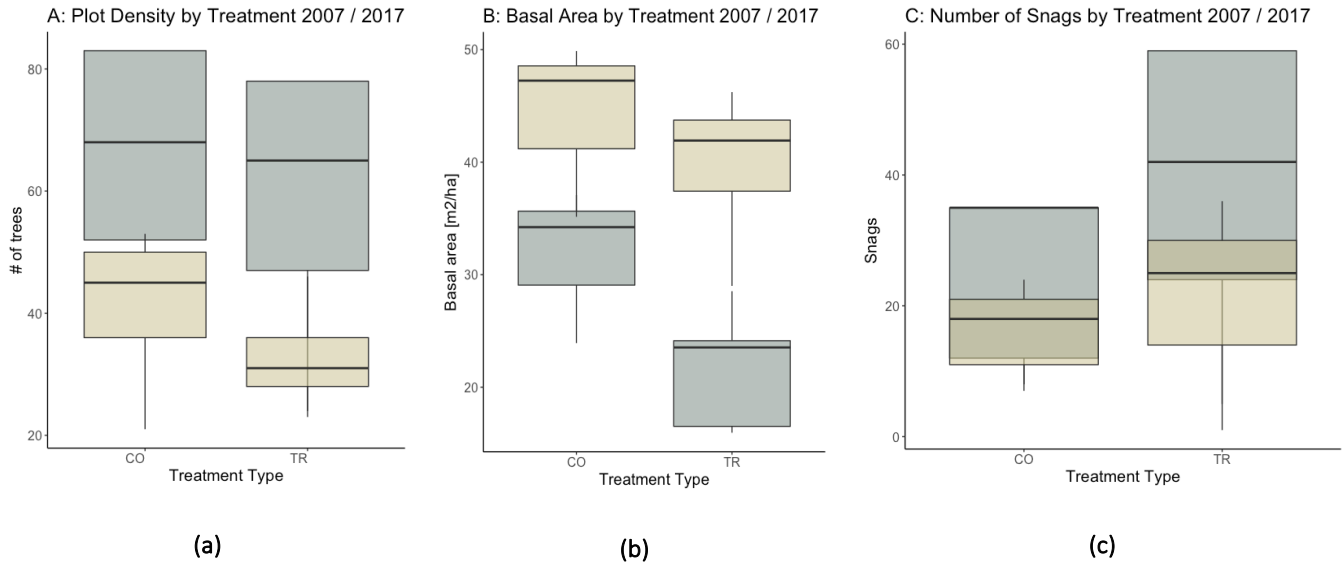 A: Plot Density by Treatment 2007 / 2017
# of trees
80
60
40
20
CO
TR
Treatment Type
(a)
B: Basal Area by Treatment 2007 / 2017
Basal area [m2/ha]
50
40
30
20
CO
TR
Treatment Type
(b)
C: Number of Snags by Treatment 2007 / 2017
Snags
60
40
20
0
CO
TR
Treatment Type
(c)